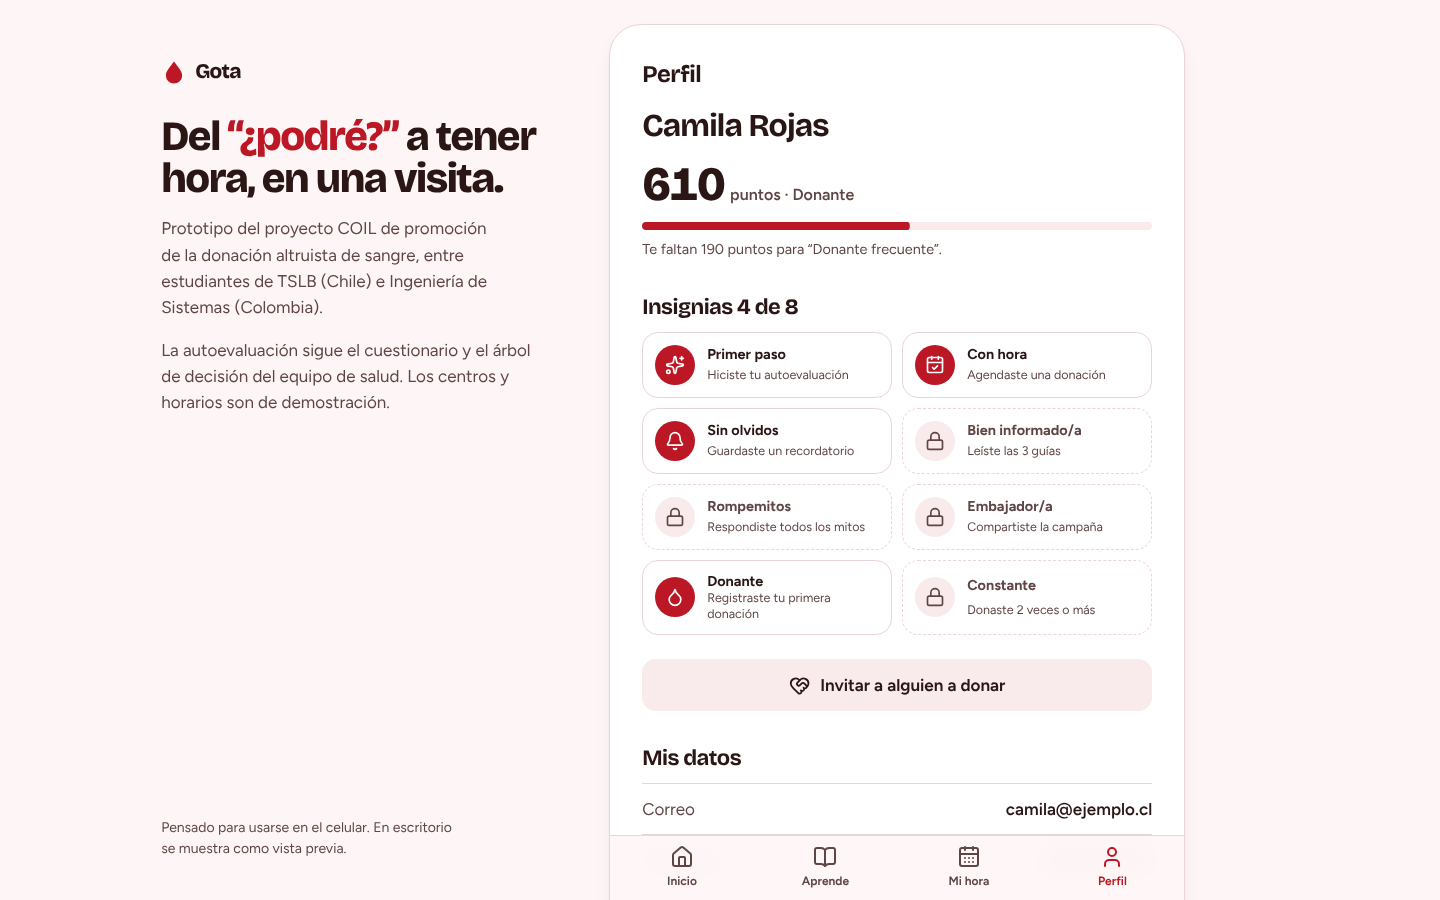 Gota
Del “¿podré?” a tener
hora, en una visita.
Prototipo del proyecto COIL de promoción
de la donación altruista de sangre, entre
estudiantes de TSLB (Chile) e Ingeniería de
Sistemas (Colombia).
La autoevaluación sigue el cuestionario y el árbol
de decisión del equipo de salud. Los centros y
horarios son de demostración.
Pensado para usarse en el celular. En escritorio
se muestra como vista previa.
Perfil
Camila Rojas
610 puntos · Donante
Te faltan 190 puntos para “Donante frecuente”.
Insignias 4 de 8
Primer paso
Hiciste tu autoevaluación
Con hora
Agendaste una donación
Sin olvidos
Guardaste un recordatorio
Bien informado/a
Leíste las 3 guías
Rompemitos
Respondiste todos los mitos
Embajador/a
Compartiste la campaña
Donante
Registraste tu primera
donación
Constante
Donaste 2 veces o más
Invitar a alguien a donar
Mis datos
Correo camila@ejemplo.cl
Inicio Aprende Mi hora Perfil